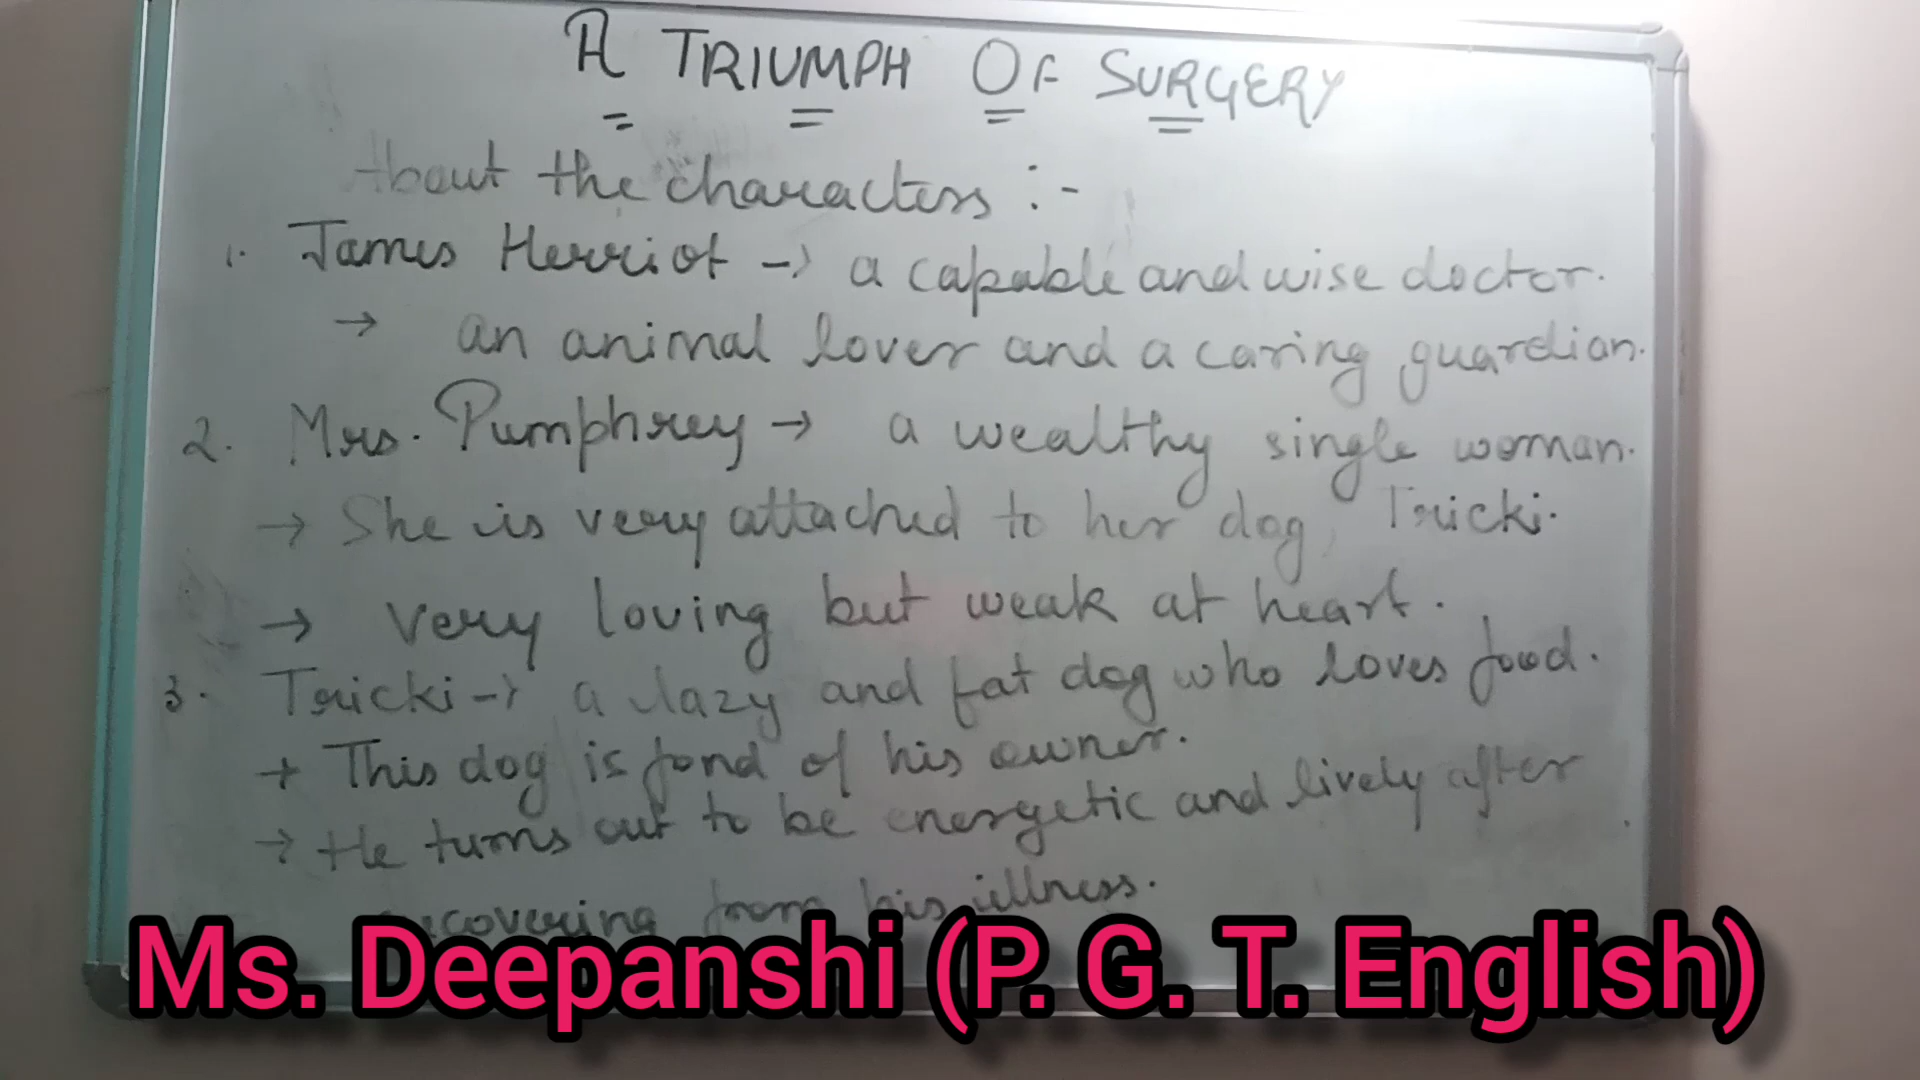 A TRIUMPH OF SURGERY
About the characters :-
1. James Herriot -> a capable and wise doctor.
→ an animal lover and a caring guardian.
2. Mrs. Pumphrey → a wealthy single woman.
→ She is very attached to her dog, Tricki.
→ Very loving but weak at heart.
3. Tricki -> a lazy and fat dog who loves food.
→ This dog is fond of his owner.
→ He turns out to be energetic and lively after
recovering from his illness.
Ms. Deepanshi (P. G. T. English)